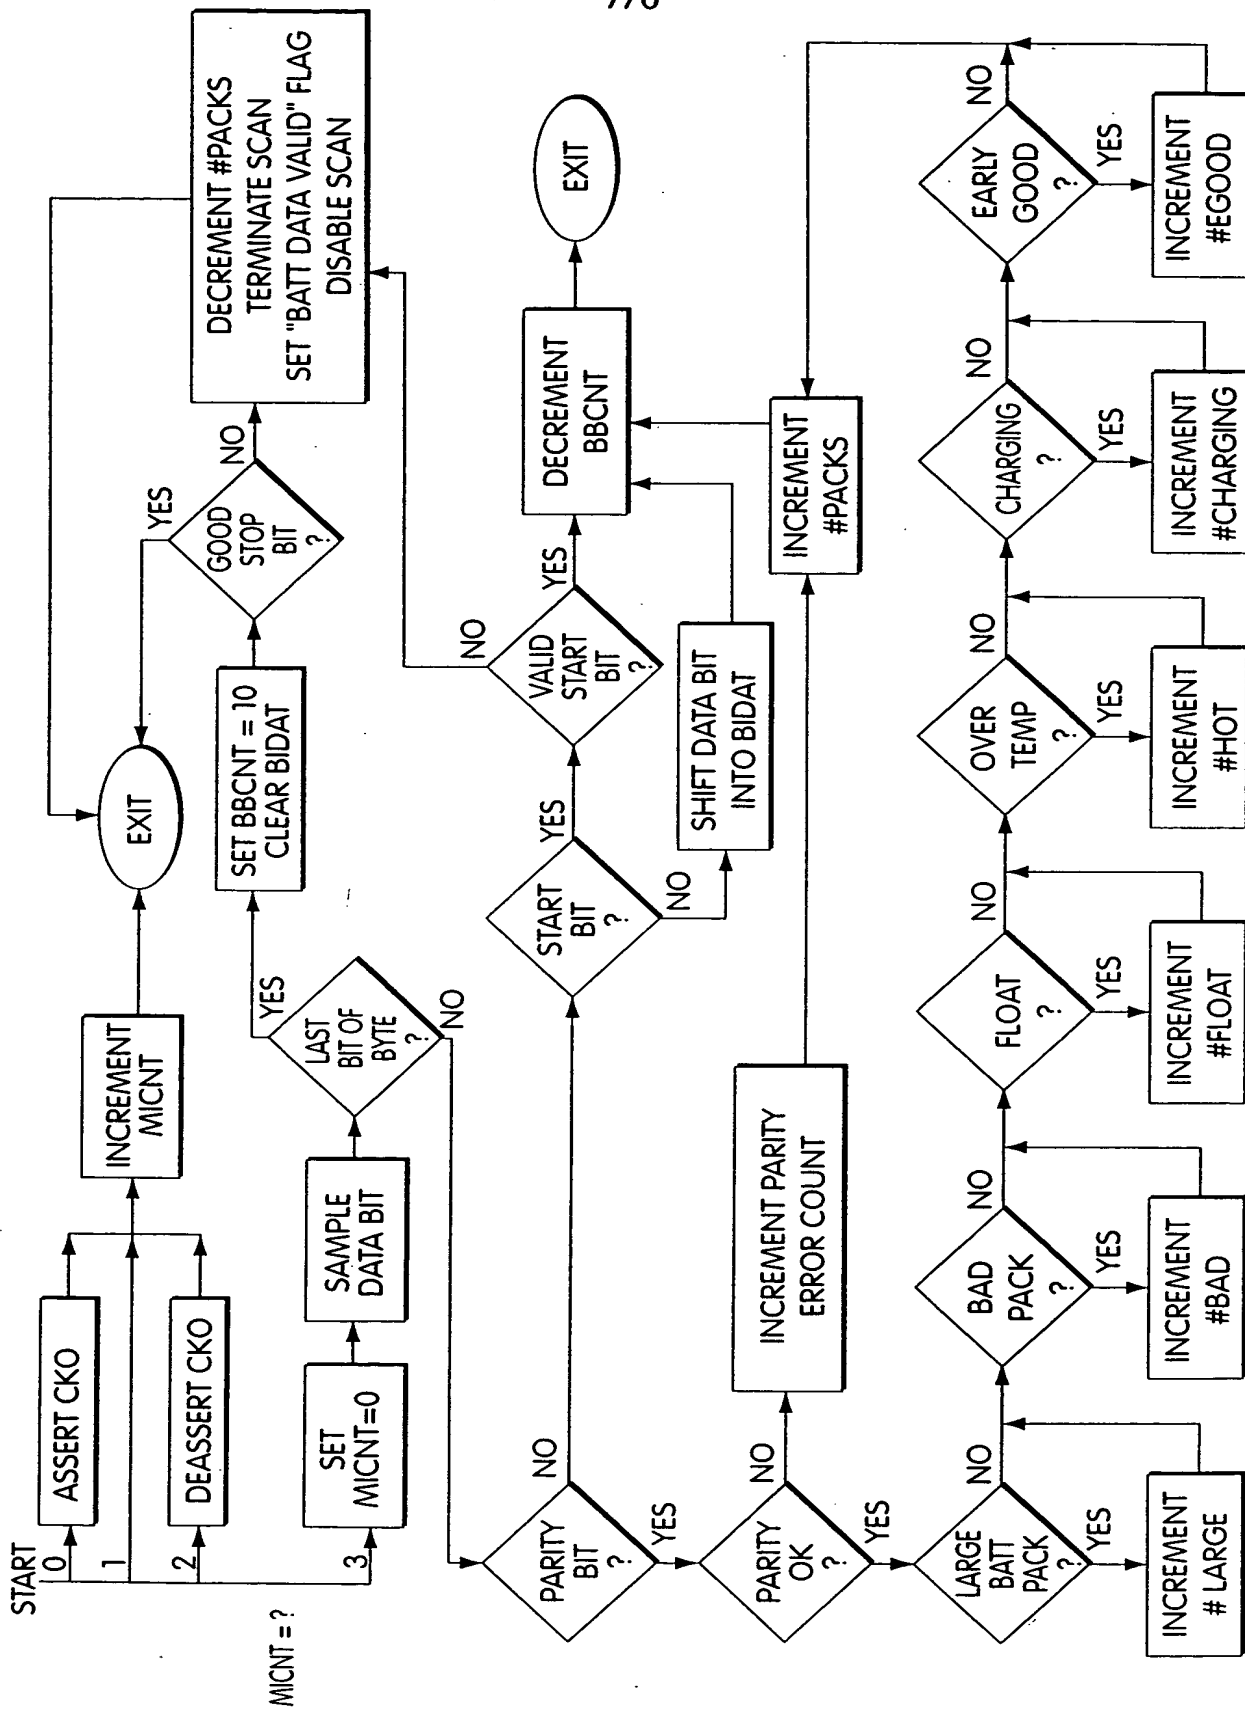 7/8
START
0
ASSERT CKO
1
2
DEASSERT CKO
3
MICNT = ?
INCREMENT
MICNT
EXIT
SET
MICNT=0
SAMPLE
DATA BIT
LAST
BIT OF
BYTE
?
YES
NO
SET BBCNT = 10
CLEAR BIDAT
GOOD
STOP
BIT
?
YES
NO
DECREMENT #PACKS
TERMINATE SCAN
SET "BATT DATA VALID" FLAG
DISABLE SCAN
PARITY
BIT
?
NO
YES
START
BIT
?
YES
NO
VALID
START
BIT
?
NO
YES
DECREMENT
BBCNT
EXIT
SHIFT DATA BIT
INTO BIDAT
PARITY
OK
?
NO
YES
INCREMENT PARITY
ERROR COUNT
INCREMENT
#PACKS
LARGE
BATT
PACK
?
NO
YES
INCREMENT
# LARGE
BAD
PACK
?
NO
YES
INCREMENT
#BAD
FLOAT
?
NO
YES
INCREMENT
#FLOAT
OVER
TEMP
?
NO
YES
INCREMENT
#HOT
CHARGING
?
NO
YES
INCREMENT
#CHARGING
EARLY
GOOD
?
NO
YES
INCREMENT
#EGOOD